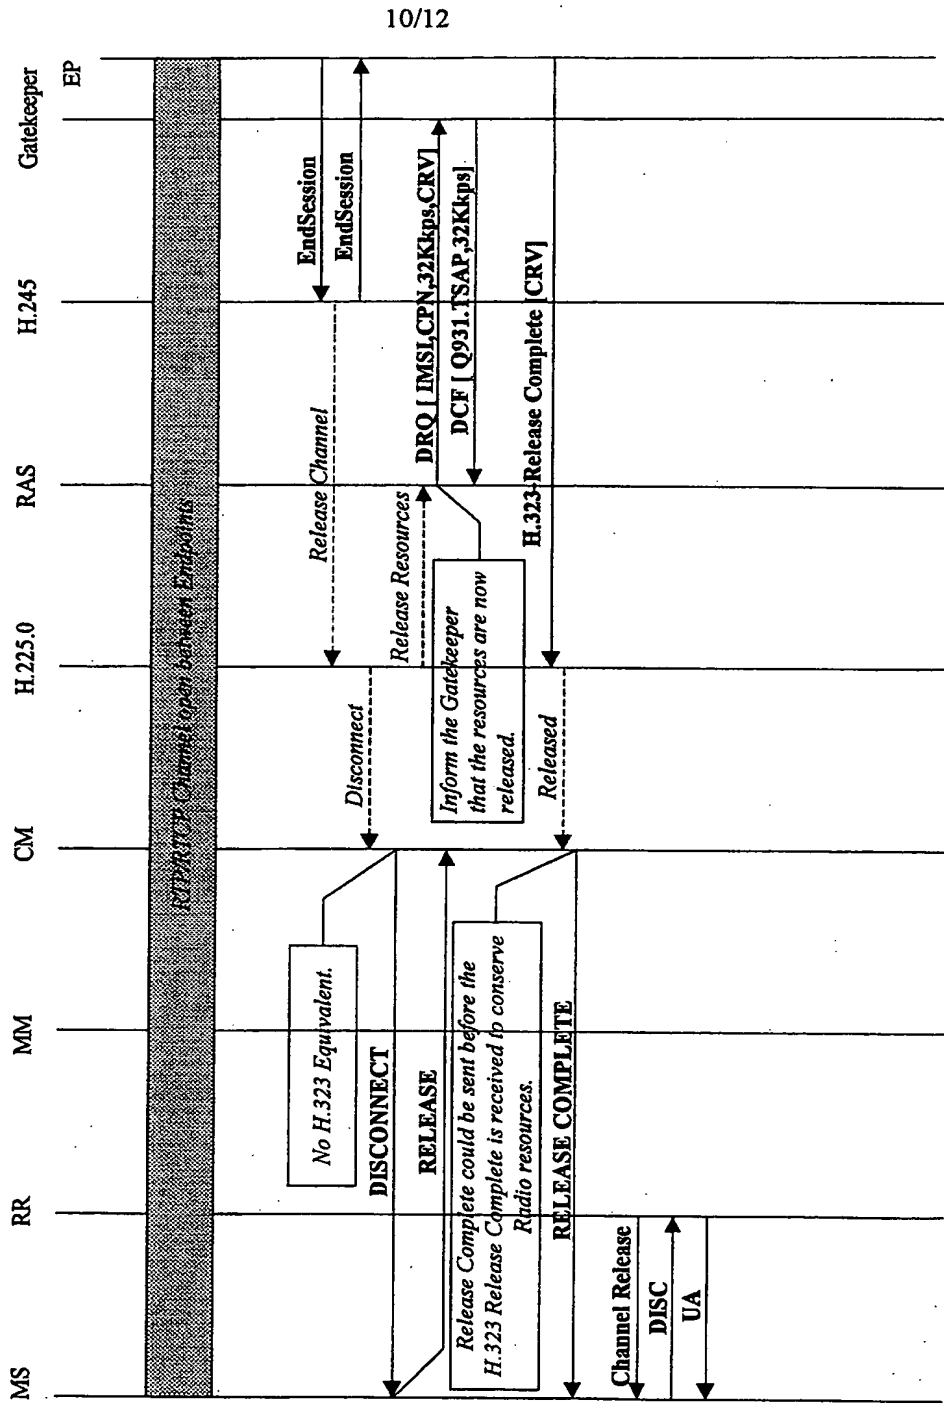 10/12
MS
RR
MM
CM
H.225.0
RAS
H.245
Gatekeeper
EP
RTP/RTCP Channel open between Endpoints
EndSession
EndSession
Release Channel
Disconnect
No H.323 Equivalent.
DISCONNECT
Release Resources
DRQ [ IMSI,CPN,32Kkps,CRV]
RELEASE
DCF [ Q931.TSAP,32Kkps]
Inform the Gatekeeper
that the resources are now
released.
Release Complete could be sent before the
H.323 Release Complete is received to conserve
Radio resources.
H.323-Release Complete [CRV]
Released
RELEASE COMPLETE
Channel Release
DISC
UA